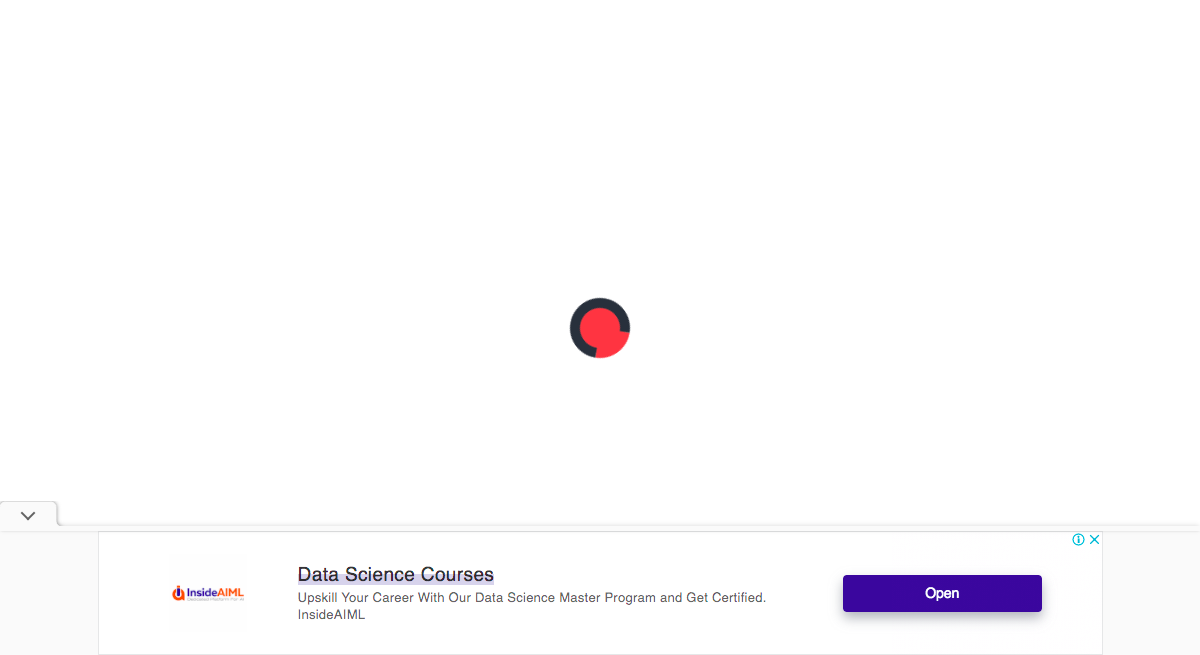 Data Science Courses
InsideAIML
Upskill Your Career With Our Data Science Master Program and Get Certified.
InsideAIML
Open